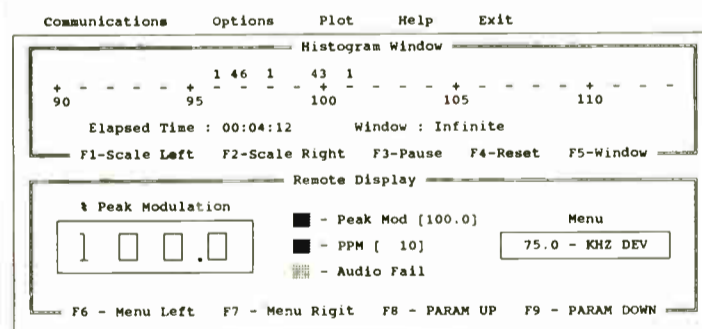 Communications Options Plot Help Exit
Histogram Window
1 46 1 43 1
+ - - - - + - - - - + - - - - + - - - - + - - -
90 95 100 105 110
Elapsed Time : 00:04:12 Window : Infinite
F1-Scale Left F2-Scale Right F3-Pause F4-Reset F5-Window
Remote Display
% Peak Modulation
100.0
■ - Peak Mod [100.0]
■ - PPM [ 10]
▒ - Audio Fail
Menu
75.0 - KHZ DEV
F6 - Menu Left F7 - Menu Rigit F8 - PARAM UP F9 - PARAM DOWN